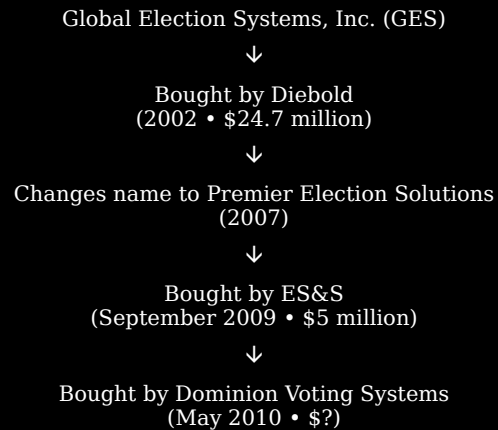 Global Election Systems, Inc. (GES)
↓
Bought by Diebold
(2002 • $24.7 million)
↓
Changes name to Premier Election Solutions
(2007)
↓
Bought by ES&S
(September 2009 • $5 million)
↓
Bought by Dominion Voting Systems
(May 2010 • $?)